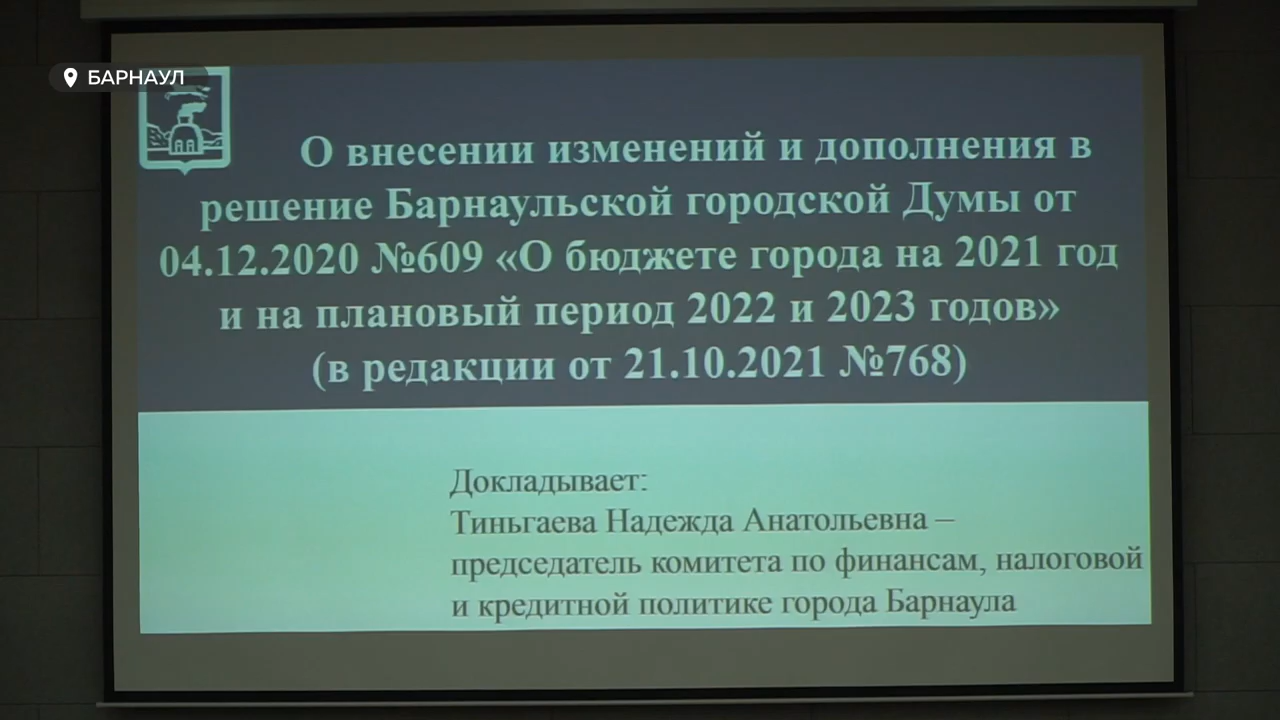 БАРНАУЛ
О внесении изменений и дополнения в
решение Барнаульской городской Думы от
04.12.2020 №609 «О бюджете города на 2021 год
и на плановый период 2022 и 2023 годов»
(в редакции от 21.10.2021 №768)
Докладывает:
Тиньгаева Надежда Анатольевна –
председатель комитета по финансам, налоговой
и кредитной политике города Барнаула